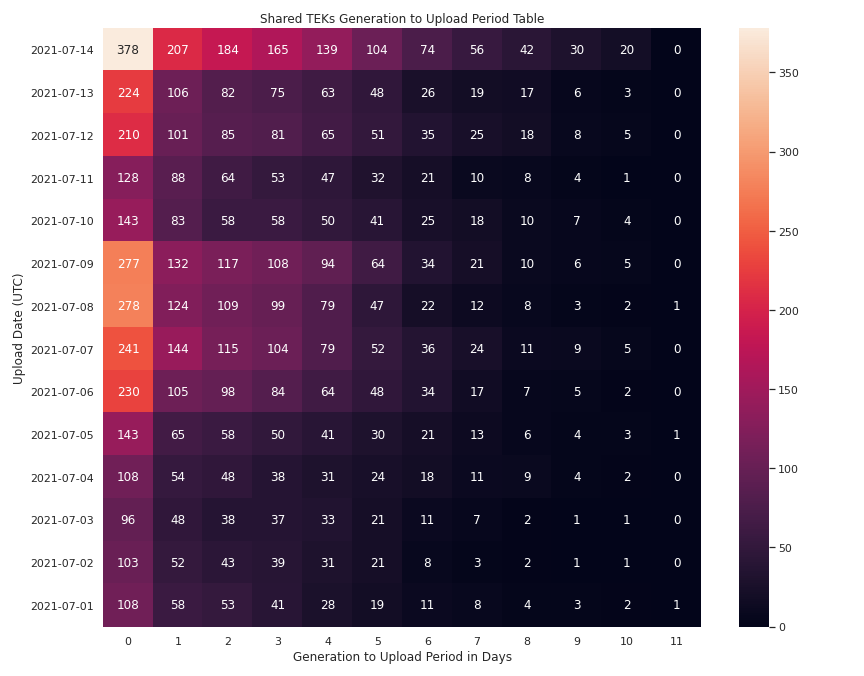 Shared TEKs Generation to Upload Period Table
Upload Date (UTC)
2021-07-14 378 207 184 165 139 104 74 56 42 30 20 0
2021-07-13 224 106 82 75 63 48 26 19 17 6 3 0
2021-07-12 210 101 85 81 65 51 35 25 18 8 5 0
2021-07-11 128 88 64 53 47 32 21 10 8 4 1 0
2021-07-10 143 83 58 58 50 41 25 18 10 7 4 0
2021-07-09 277 132 117 108 94 64 34 21 10 6 5 0
2021-07-08 278 124 109 99 79 47 22 12 8 3 2 1
2021-07-07 241 144 115 104 79 52 36 24 11 9 5 0
2021-07-06 230 105 98 84 64 48 34 17 7 5 2 0
2021-07-05 143 65 58 50 41 30 21 13 6 4 3 1
2021-07-04 108 54 48 38 31 24 18 11 9 4 2 0
2021-07-03 96 48 38 37 33 21 11 7 2 1 1 0
2021-07-02 103 52 43 39 31 21 8 3 2 1 1 0
2021-07-01 108 58 53 41 28 19 11 8 4 3 2 1
0 1 2 3 4 5 6 7 8 9 10 11
Generation to Upload Period in Days
350
300
250
200
150
100
50
0